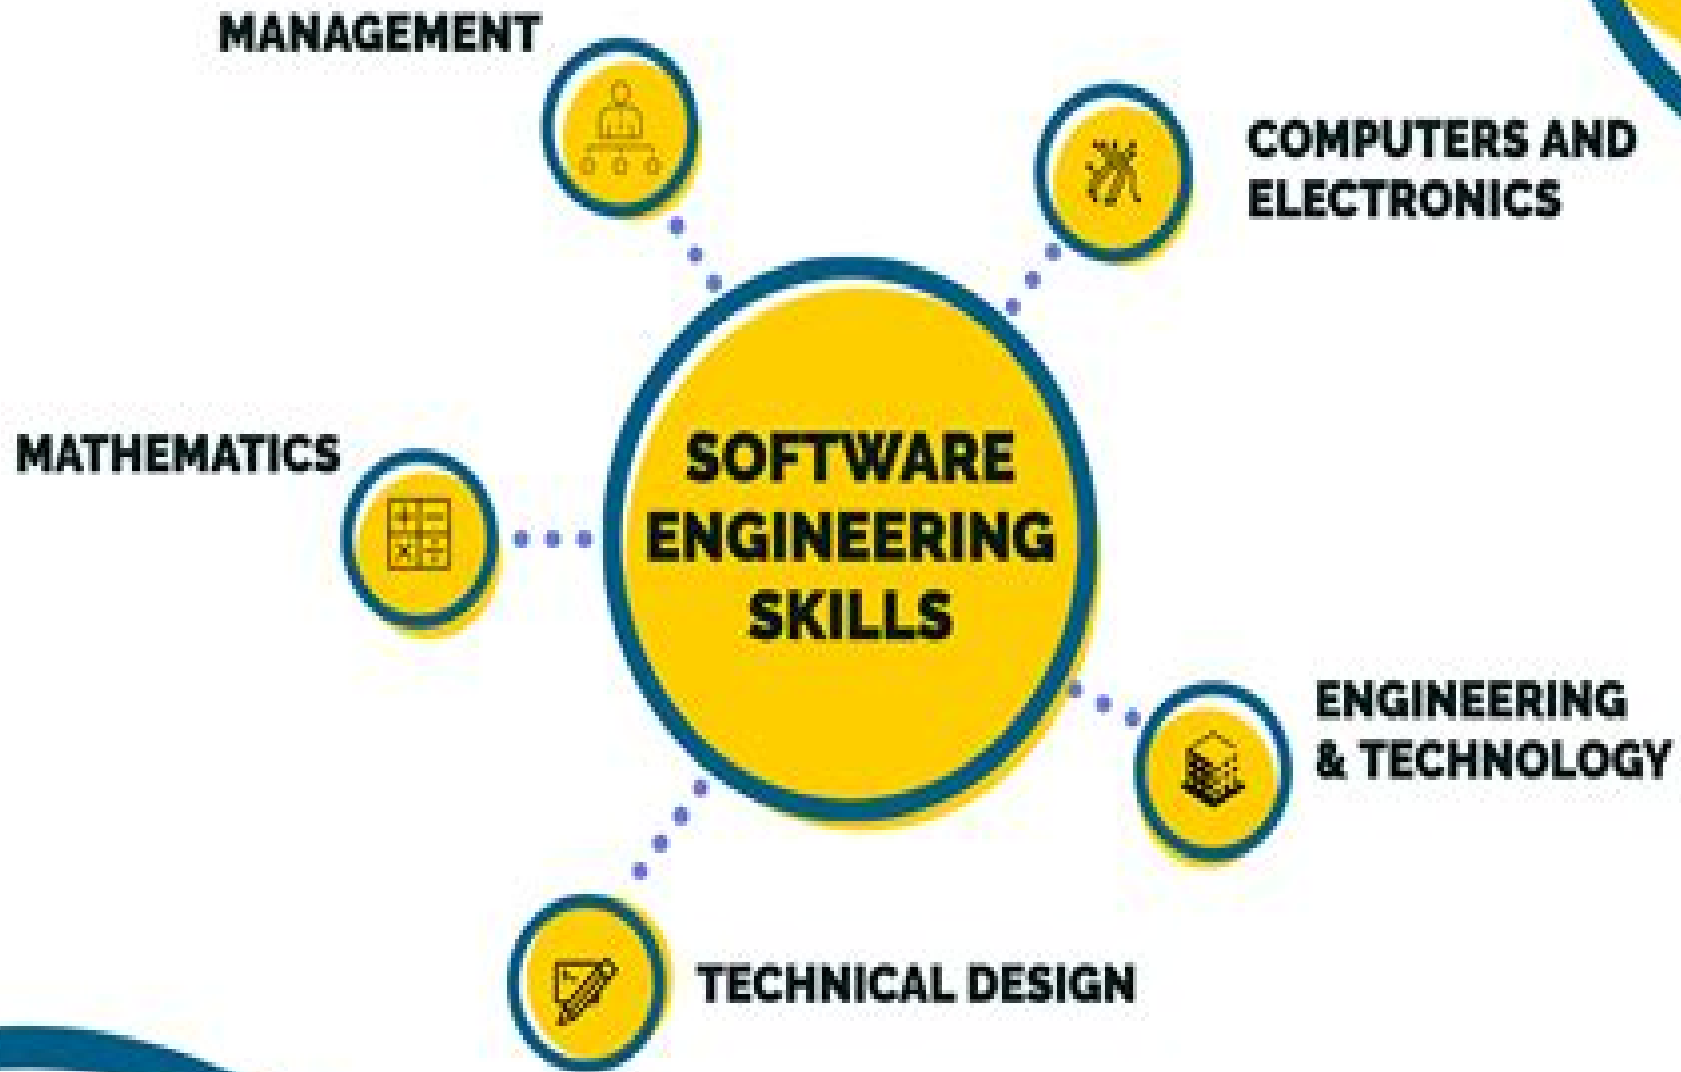 MANAGEMENT
COMPUTERS AND
ELECTRONICS
MATHEMATICS
SOFTWARE
ENGINEERING
SKILLS
ENGINEERING
& TECHNOLOGY
TECHNICAL DESIGN